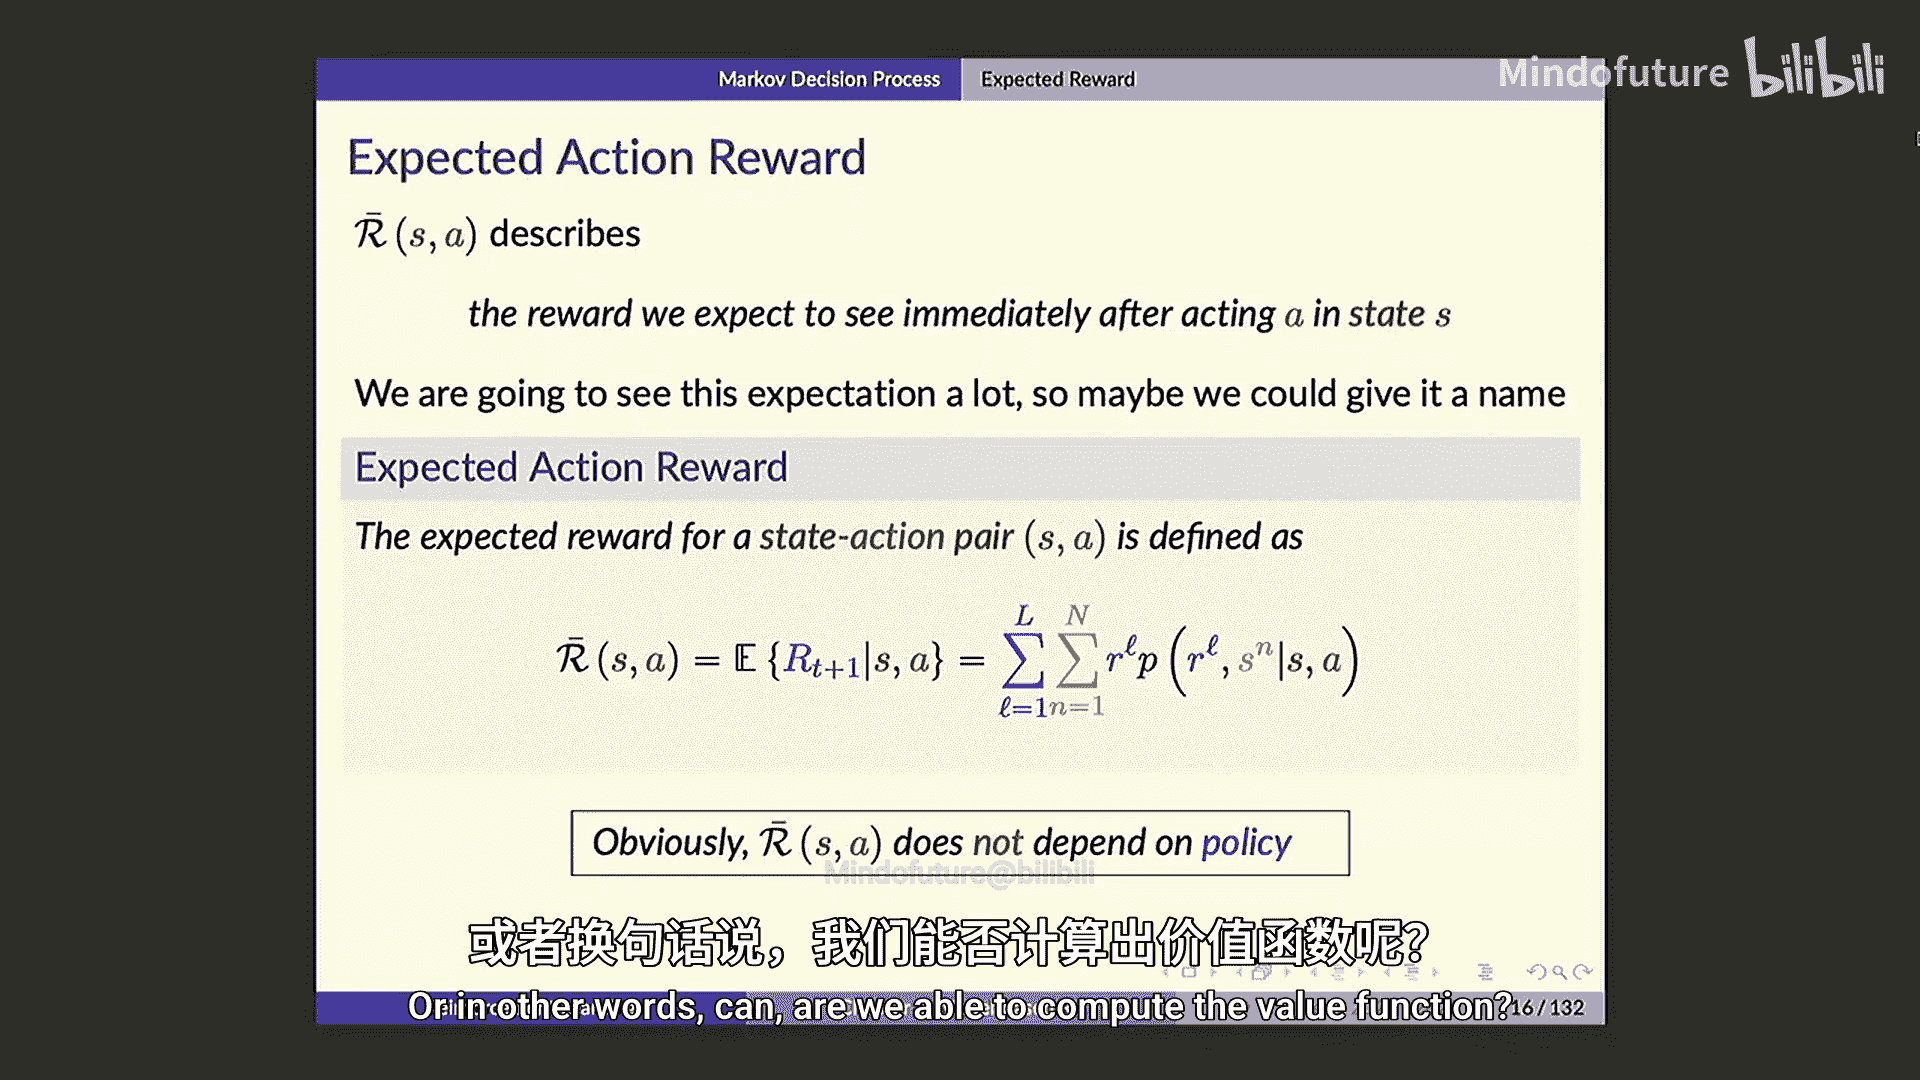 Mindofuture bilibili
Markov Decision Process Expected Reward
Expected Action Reward
R̄ (s, a) describes
the reward we expect to see immediately after acting a in state s
We are going to see this expectation a lot, so maybe we could give it a name
Expected Action Reward
The expected reward for a state-action pair (s, a) is defined as
R̄ (s, a) = 𝔼 {R_{t+1}|s, a} = ∑_{ℓ=1}^{L} ∑_{n=1}^{N} r^ℓ p (r^ℓ, s^n|s, a)
Obviously, R̄ (s, a) does not depend on policy
Mindofuture@bilibili
或者换句话说，我们能否计算出价值函数呢？
Or in other words, can, are we able to compute the value function?
16 / 132